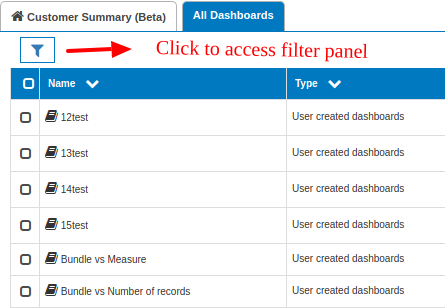 Customer Summary (Beta) All Dashboards
Click to access filter panel
Name Type
12test User created dashboards
13test User created dashboards
14test User created dashboards
15test User created dashboards
Bundle vs Measure User created dashboards
Bundle vs Number of records User created dashboards